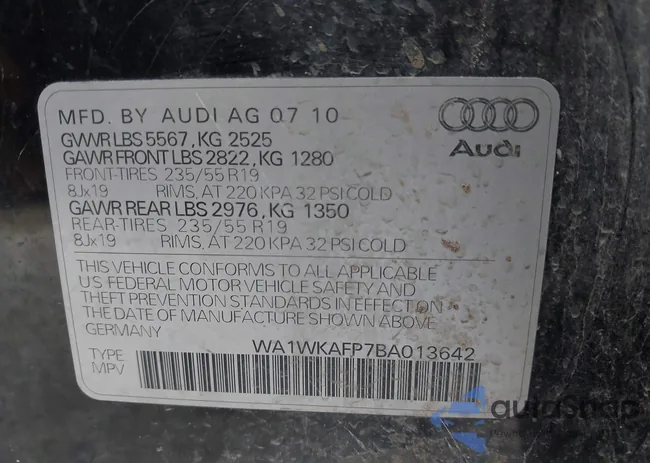 MFD. BY AUDI AG 07 10
GVWR LBS 5567, KG 2525
GAWR FRONT LBS 2822, KG 1280
FRONT-TIRES 235/55 R19
8Jx19 RIMS, AT 220 KPA 32 PSI COLD
GAWR REAR LBS 2976, KG 1350
REAR-TIRES 235/55 R19
8Jx19 RIMS, AT 220 KPA 32 PSI COLD
THIS VEHICLE CONFORMS TO ALL APPLICABLE
U.S FEDERAL MOTOR VEHICLE SAFETY AND
THEFT PREVENTION STANDARDS IN EFFECT ON
THE DATE OF MANUFACTURE SHOWN ABOVE
GERMANY
TYPE
MPV
WA1WKAFP7BA013642
Audi
autosnap